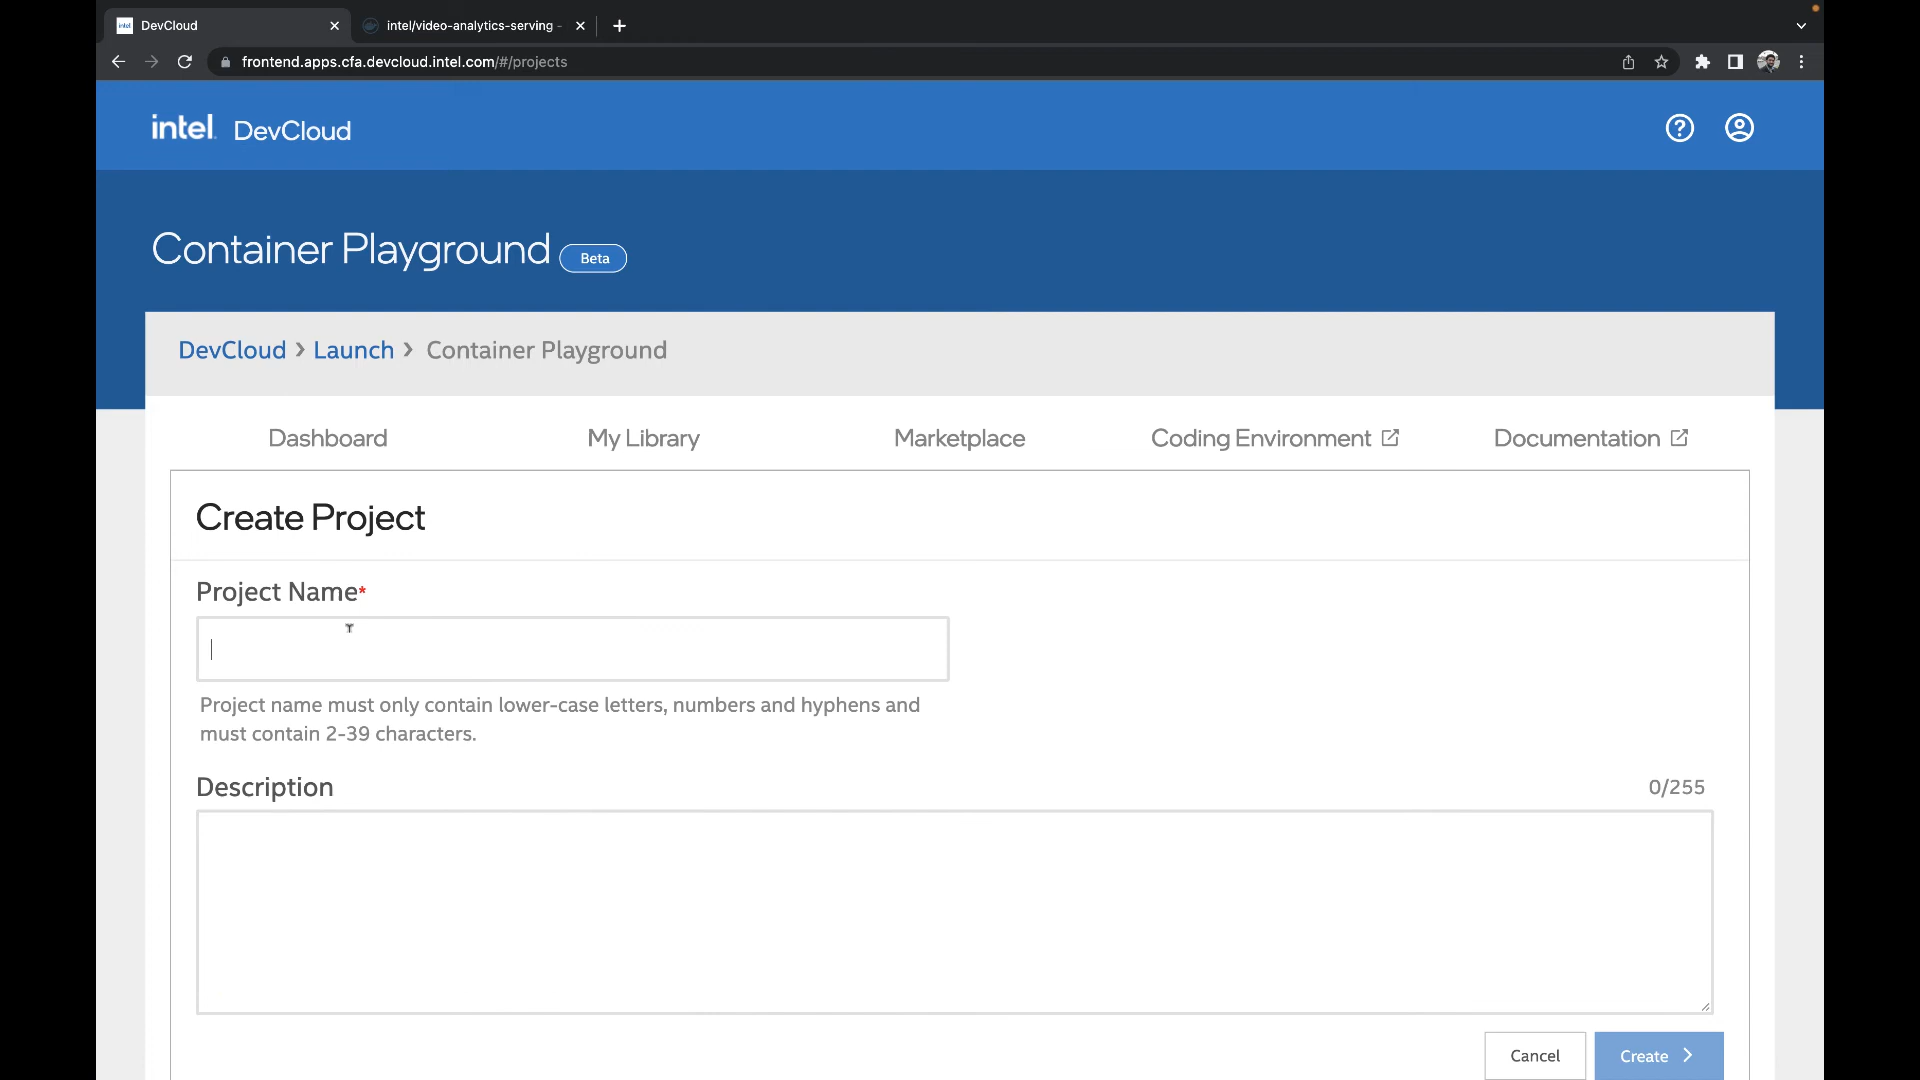 DevCloud
intel/video-analytics-serving -
frontend.apps.cfa.devcloud.intel.com/#/projects
intel. DevCloud
Container Playground Beta
DevCloud > Launch > Container Playground
Dashboard My Library Marketplace Coding Environment Documentation
Create Project
Project Name*
Project name must only contain lower-case letters, numbers and hyphens and
must contain 2-39 characters.
Description 0/255
Cancel Create >